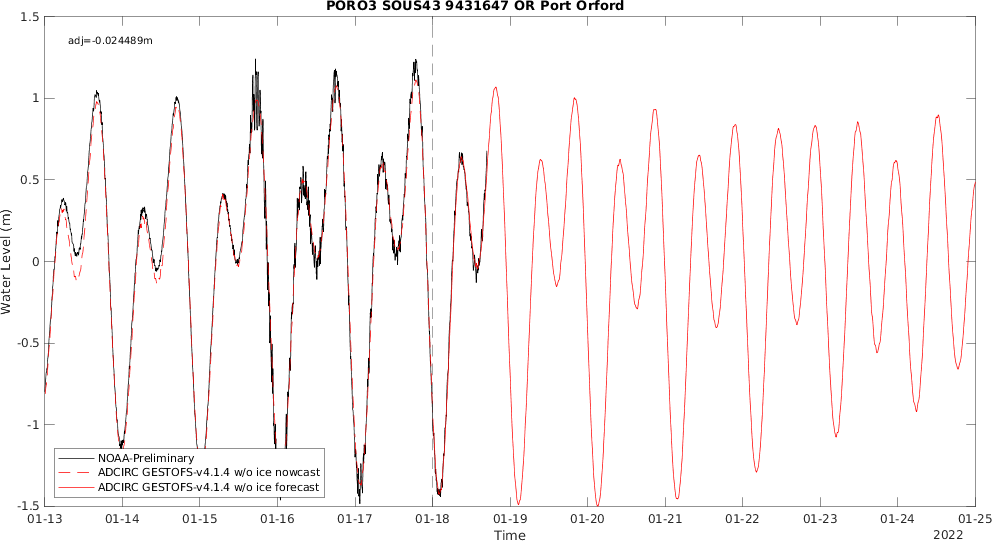 PORO3 SOUS43 9431647 OR Port Orford
adj=-0.024489m
1.5
1
0.5
0
-0.5
-1
-1.5
Water Level (m)
NOAA-Preliminary
ADCIRC GESTOFS-v4.1.4 w/o ice nowcast
ADCIRC GESTOFS-v4.1.4 w/o ice forecast
01-13 01-14 01-15 01-16 01-17 01-18 01-19 01-20 01-21 01-22 01-23 01-24 01-25
Time
2022